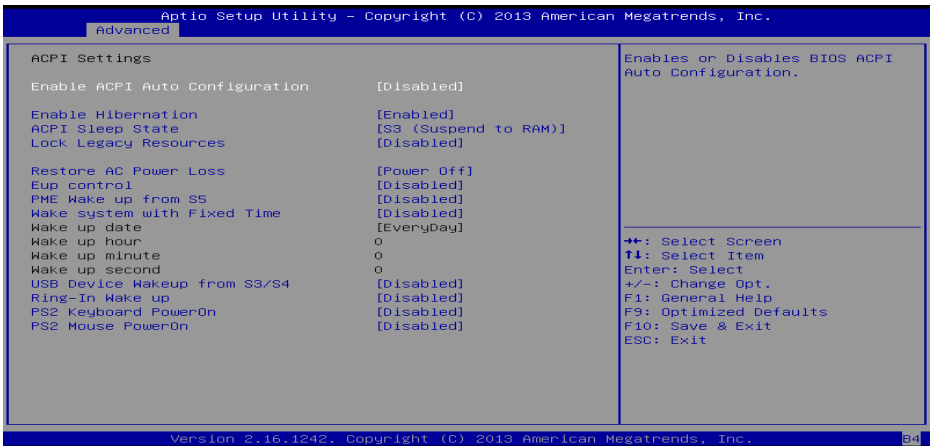 Aptio Setup Utility – Copyright (C) 2013 American Megatrends, Inc.
Advanced
ACPI Settings
Enable ACPI Auto Configuration [Disabled]
Enable Hibernation [Enabled]
ACPI Sleep State [S3 (Suspend to RAM)]
Lock Legacy Resources [Disabled]
Restore AC Power Loss [Power Off]
Eup control [Disabled]
PME Wake up from S5 [Disabled]
Wake system with Fixed Time [Disabled]
Wake up date [EveryDay]
Wake up hour 0
Wake up minute 0
Wake up second 0
USB Device Wakeup from S3/S4 [Disabled]
Ring-In Wake up [Disabled]
PS2 Keyboard PowerOn [Disabled]
PS2 Mouse PowerOn [Disabled]
Enables or Disables BIOS ACPI
Auto Configuration.
→←: Select Screen
↑↓: Select Item
Enter: Select
+/-: Change Opt.
F1: General Help
F9: Optimized Defaults
F10: Save & Exit
ESC: Exit
Version 2.16.1242. Copyright (C) 2013 American Megatrends, Inc.
B4